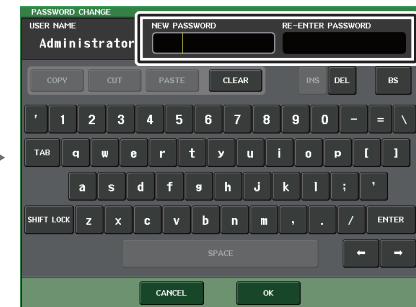 PASSWORD CHANGE
USER NAME NEW PASSWORD RE-ENTER PASSWORD
Administrator
COPY CUT PASTE CLEAR INS DEL BS
' 1 2 3 4 5 6 7 8 9 0 - = \
TAB q w e r t y u i o p [ ]
a s d f g h j k l ; '
SHIFT LOCK z x c v b n m , . / ENTER
SPACE ← →
CANCEL OK